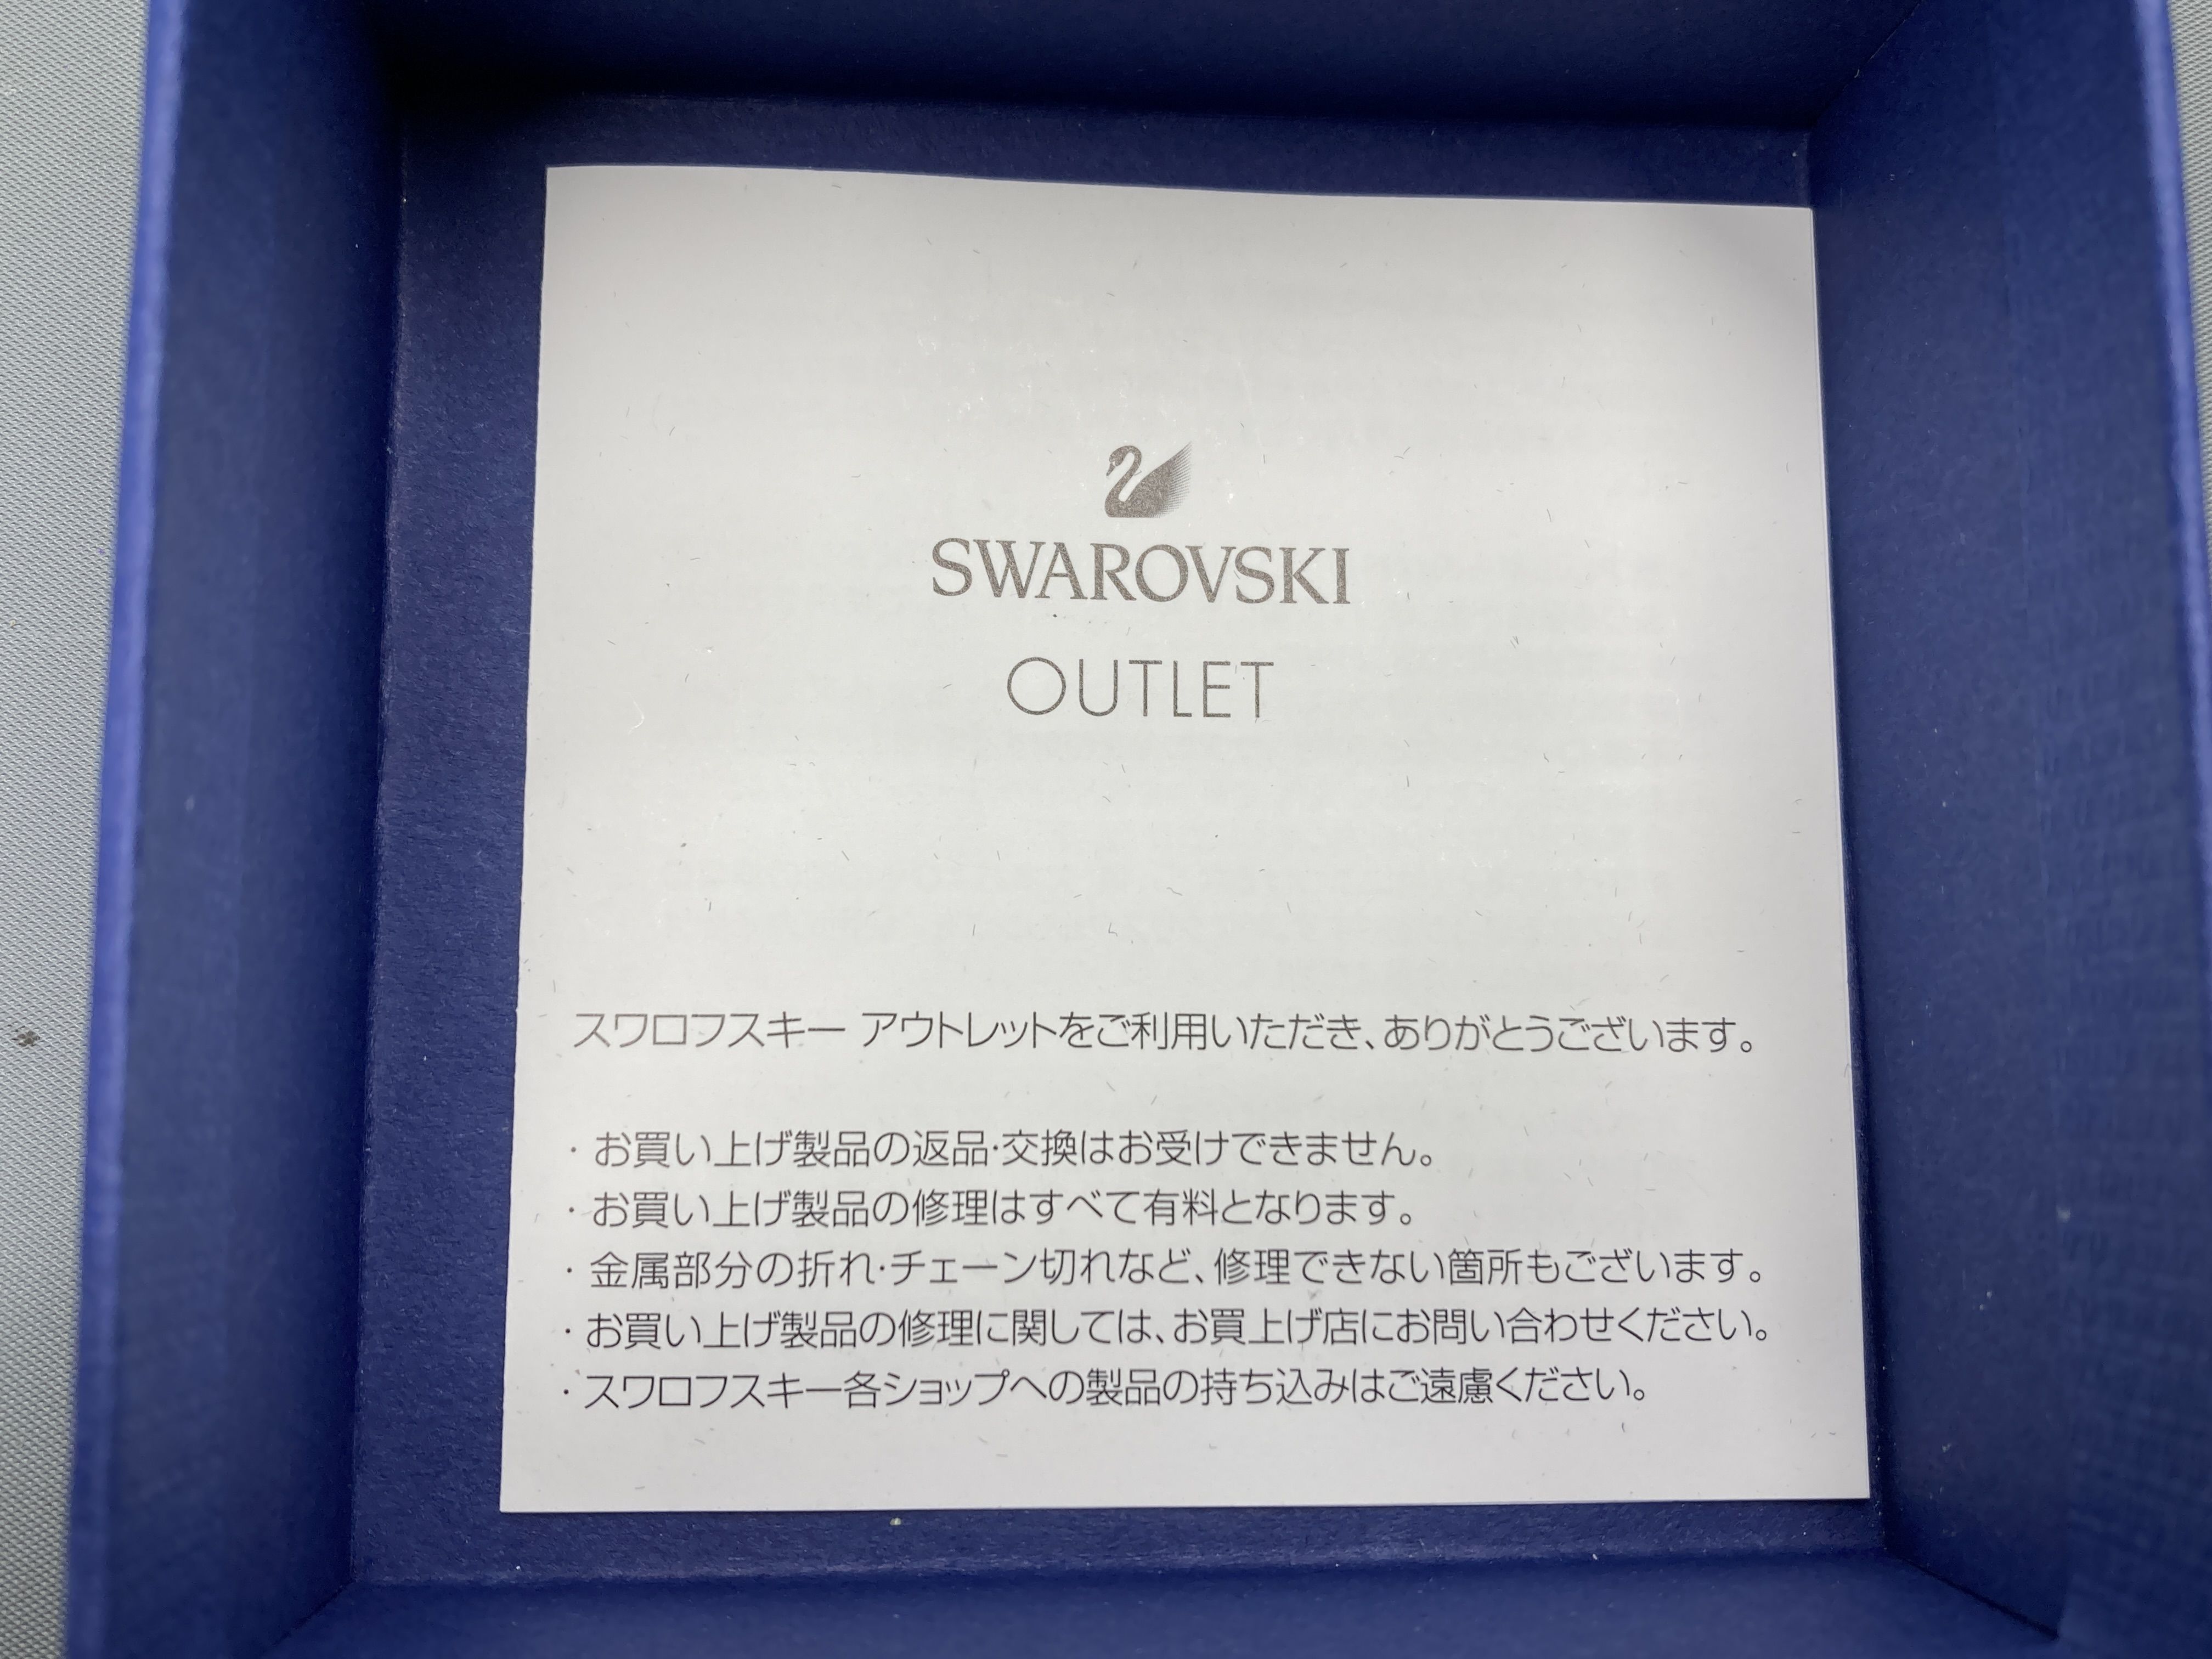 SWAROVSKI
OUTLET
スワロフスキー アウトレットをご利用いただき、ありがとうございます。
・お買い上げ製品の返品・交換はお受けできません。
・お買い上げ製品の修理はすべて有料となります。
・金属部分の折れ・チェーン切れなど、修理できない箇所もございます。
・お買い上げ製品の修理に関しては、お買上げ店にお問い合わせください。
・スワロフスキー各ショップへの製品の持ち込みはご遠慮ください。